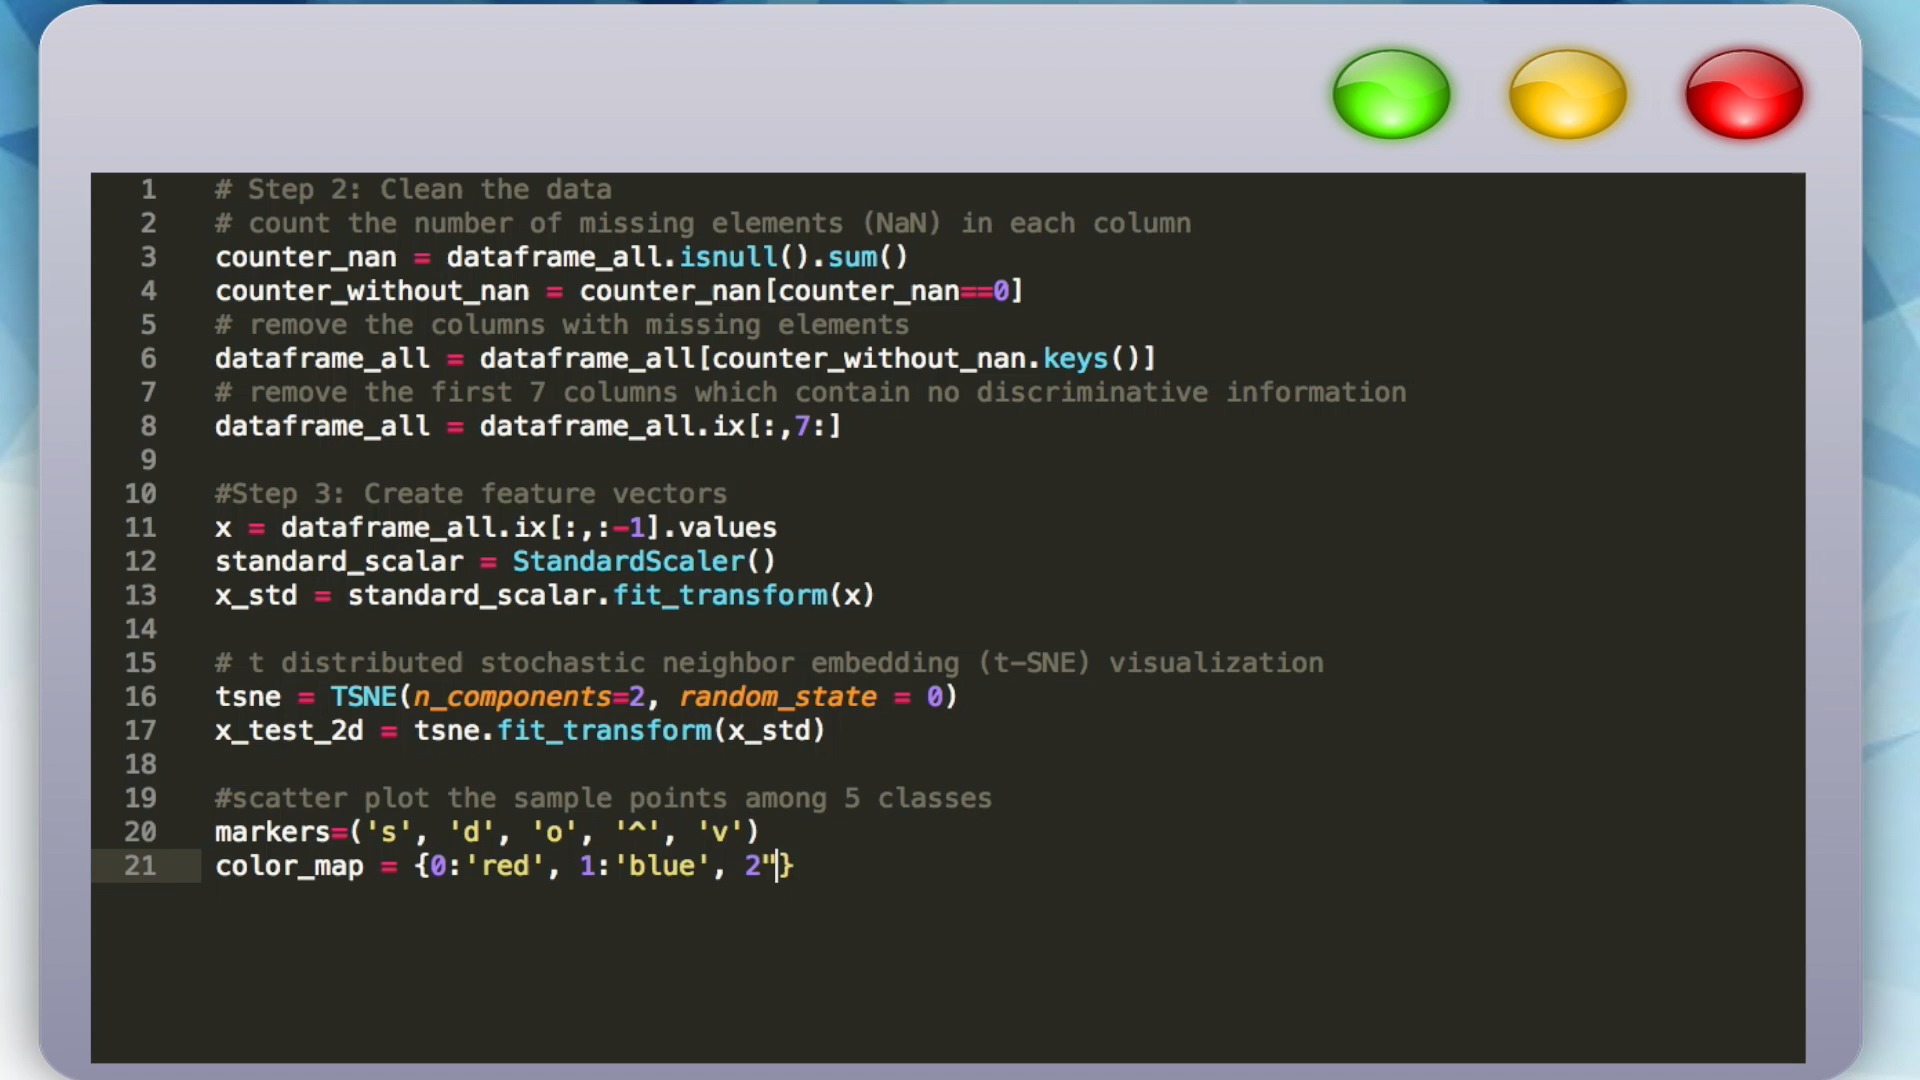 1 # Step 2: Clean the data
2 # count the number of missing elements (NaN) in each column
3 counter_nan = dataframe_all.isnull().sum()
4 counter_without_nan = counter_nan[counter_nan==0]
5 # remove the columns with missing elements
6 dataframe_all = dataframe_all[counter_without_nan.keys()]
7 # remove the first 7 columns which contain no discriminative information
8 dataframe_all = dataframe_all.ix[:,7:]
9
10 #Step 3: Create feature vectors
11 x = dataframe_all.ix[:,:-1].values
12 standard_scalar = StandardScaler()
13 x_std = standard_scalar.fit_transform(x)
14
15 # t distributed stochastic neighbor embedding (t-SNE) visualization
16 tsne = TSNE(n_components=2, random_state = 0)
17 x_test_2d = tsne.fit_transform(x_std)
18
19 #scatter plot the sample points among 5 classes
20 markers=('s', 'd', 'o', '^', 'v')
21 color_map = {0:'red', 1:'blue', 2"}